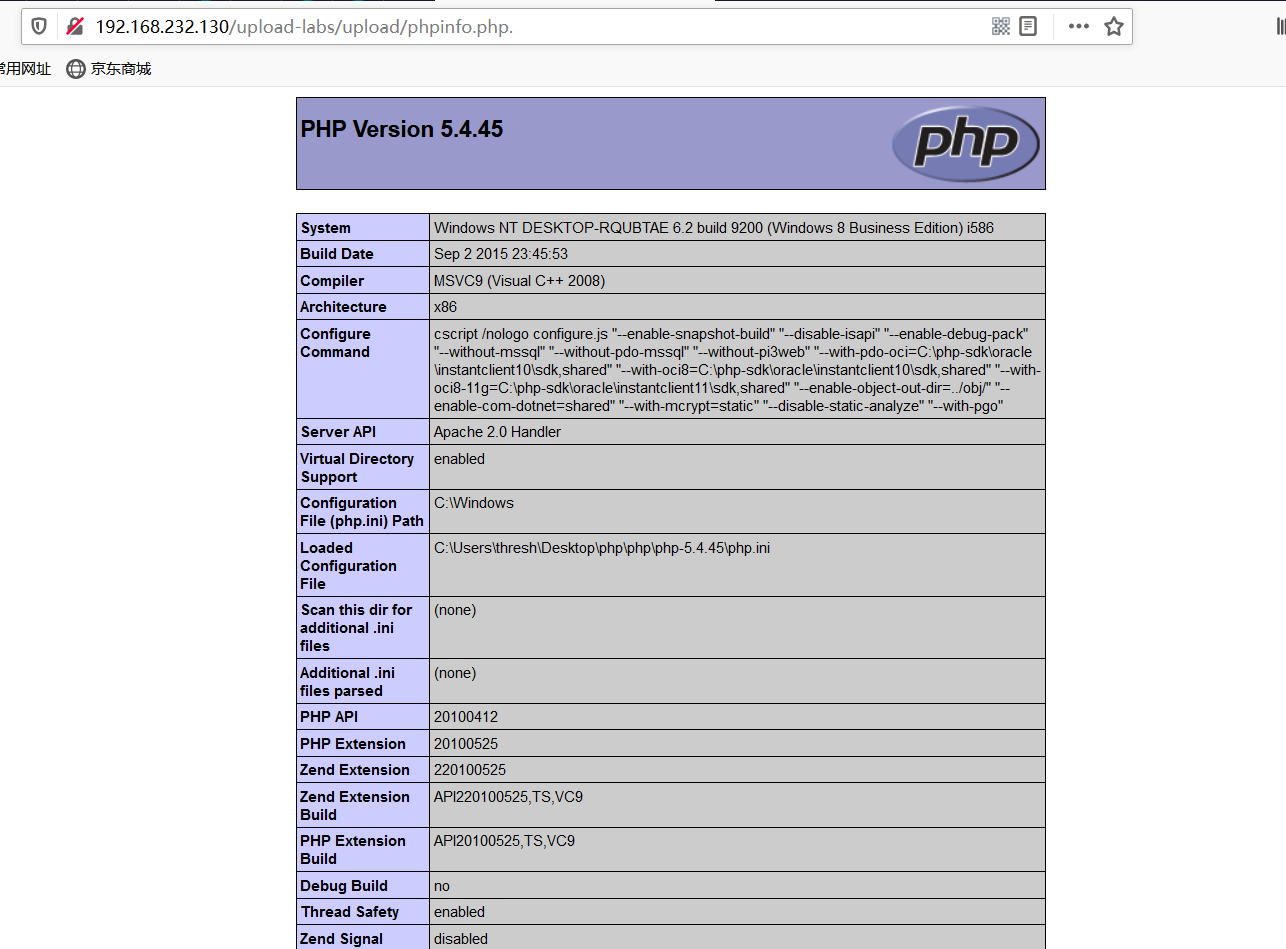 192.168.232.130/upload-labs/upload/phpinfo.php.
常用网址 京东商城
PHP Version 5.4.45
php
System Windows NT DESKTOP-RQUBTAE 6.2 build 9200 (Windows 8 Business Edition) i586
Build Date Sep 2 2015 23:45:53
Compiler MSVC9 (Visual C++ 2008)
Architecture x86
Configure Command cscript /nologo configure.js "--enable-snapshot-build" "--disable-isapi" "--enable-debug-pack"
"--without-mssql" "--without-pdo-mssql" "--without-pi3web" "--with-pdo-oci=C:\php-sdk\oracle
\instantclient10\sdk,shared" "--with-oci8=C:\php-sdk\oracle\instantclient10\sdk,shared" "--with-
oci8-11g=C:\php-sdk\oracle\instantclient11\sdk,shared" "--enable-object-out-dir=../obj/" "--
enable-com-dotnet=shared" "--with-mcrypt=static" "--disable-static-analyze" "--with-pgo"
Server API Apache 2.0 Handler
Virtual Directory Support enabled
Configuration File (php.ini) Path C:\Windows
Loaded Configuration File C:\Users\thresh\Desktop\php\php\php-5.4.45\php.ini
Scan this dir for additional .ini files (none)
Additional .ini files parsed (none)
PHP API 20100412
PHP Extension 20100525
Zend Extension 220100525
Zend Extension Build API220100525,TS,VC9
PHP Extension Build API20100525,TS,VC9
Debug Build no
Thread Safety enabled
Zend Signal disabled